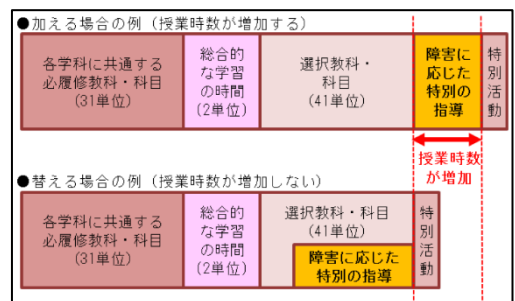 ●加える場合の例（授業時数が増加する）
各学科に共通する
必履修教科・科目
(31単位)
総合的
な学習
の時間
(2単位)
選択教科・
科目
(41単位)
障害に
応じた
特別の
指導
特別活動
授業時数
が増加
●替える場合の例（授業時数が増加しない）
各学科に共通する
必履修教科・科目
(31単位)
総合的
な学習
の時間
(2単位)
選択教科・科目
(41単位)
障害に応じた
特別の指導
特別活動